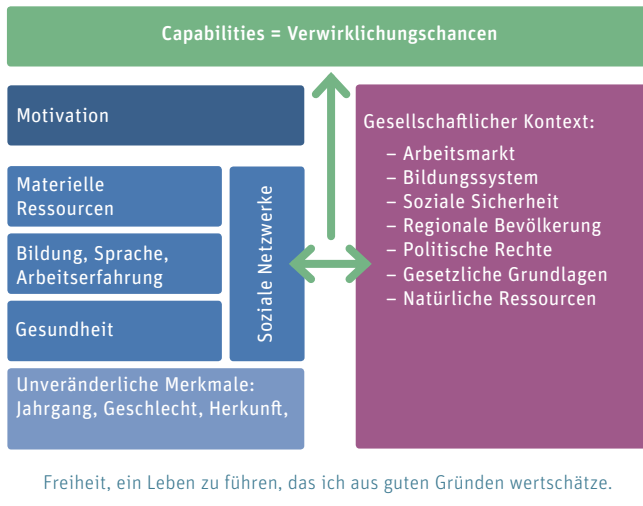 Capabilities = Verwirklichungschancen
Motivation
Materielle
Ressourcen
Bildung, Sprache,
Arbeitserfahrung
Gesundheit
Soziale Netzwerke
Unveränderliche Merkmale:
Jahrgang, Geschlecht, Herkunft,
Gesellschaftlicher Kontext:
– Arbeitsmarkt
– Bildungssystem
– Soziale Sicherheit
– Regionale Bevölkerung
– Politische Rechte
– Gesetzliche Grundlagen
– Natürliche Ressourcen
Freiheit, ein Leben zu führen, das ich aus guten Gründen wertschätze.